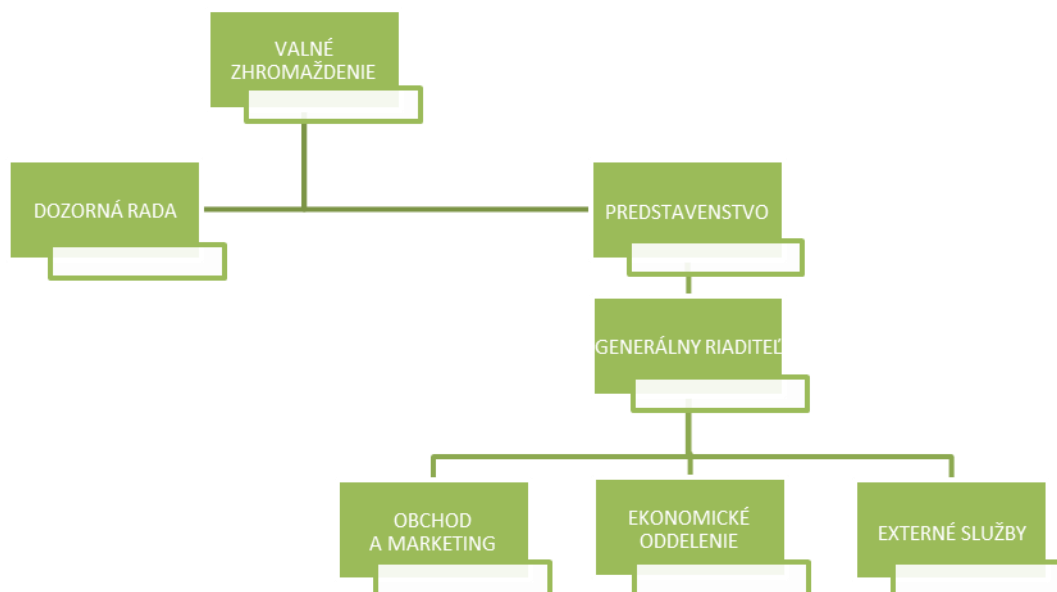 VALNÉ
ZHROMAŽDENIE
DOZORNÁ RADA
PREDSTAVENSTVO
GENERÁLNY RIADITEĽ
OBCHOD
A MARKETING
EKONOMICKÉ
ODDELENIE
EXTERNÉ SLUŽBY